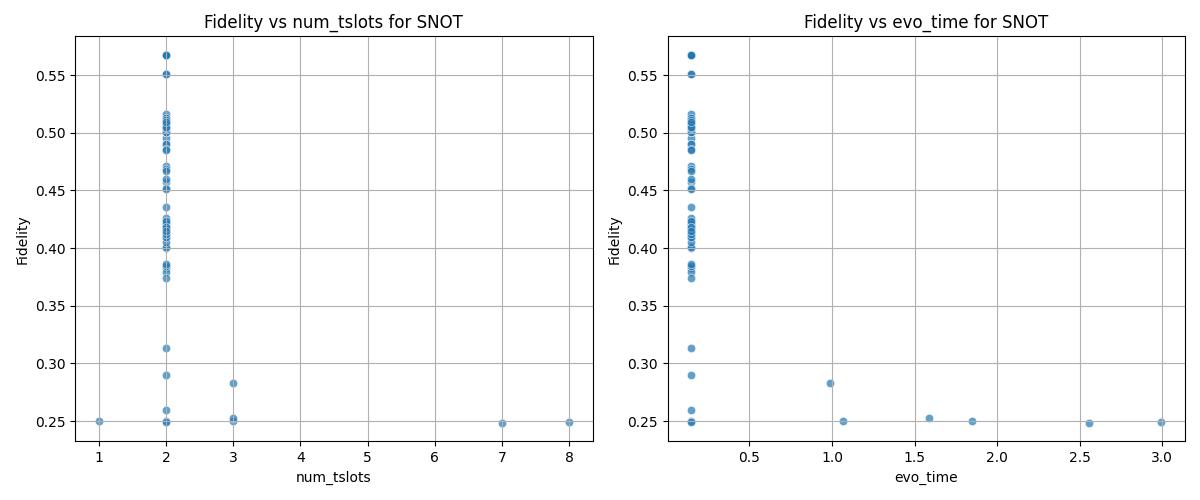 Fidelity vs num_tslots for SNOT
Fidelity
0.55
0.50
0.45
0.40
0.35
0.30
0.25
1 2 3 4 5 6 7 8
num_tslots
Fidelity vs evo_time for SNOT
Fidelity
0.55
0.50
0.45
0.40
0.35
0.30
0.25
0.5 1.0 1.5 2.0 2.5 3.0
evo_time